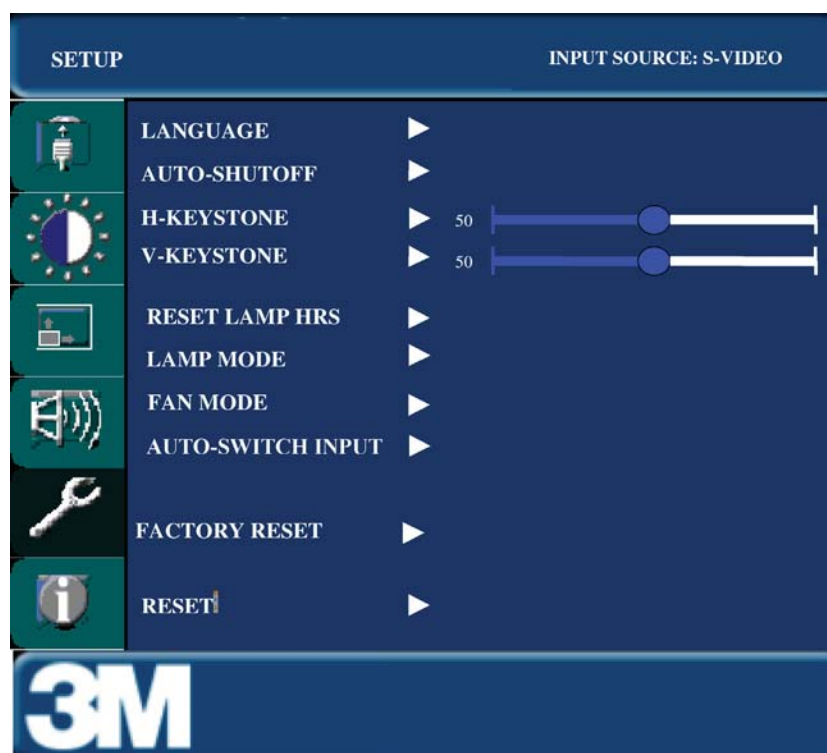 SETUP INPUT SOURCE: S-VIDEO
LANGUAGE
AUTO-SHUTOFF
H-KEYSTONE 50
V-KEYSTONE 50
RESET LAMP HRS
LAMP MODE
FAN MODE
AUTO-SWITCH INPUT
FACTORY RESET
RESET
3M